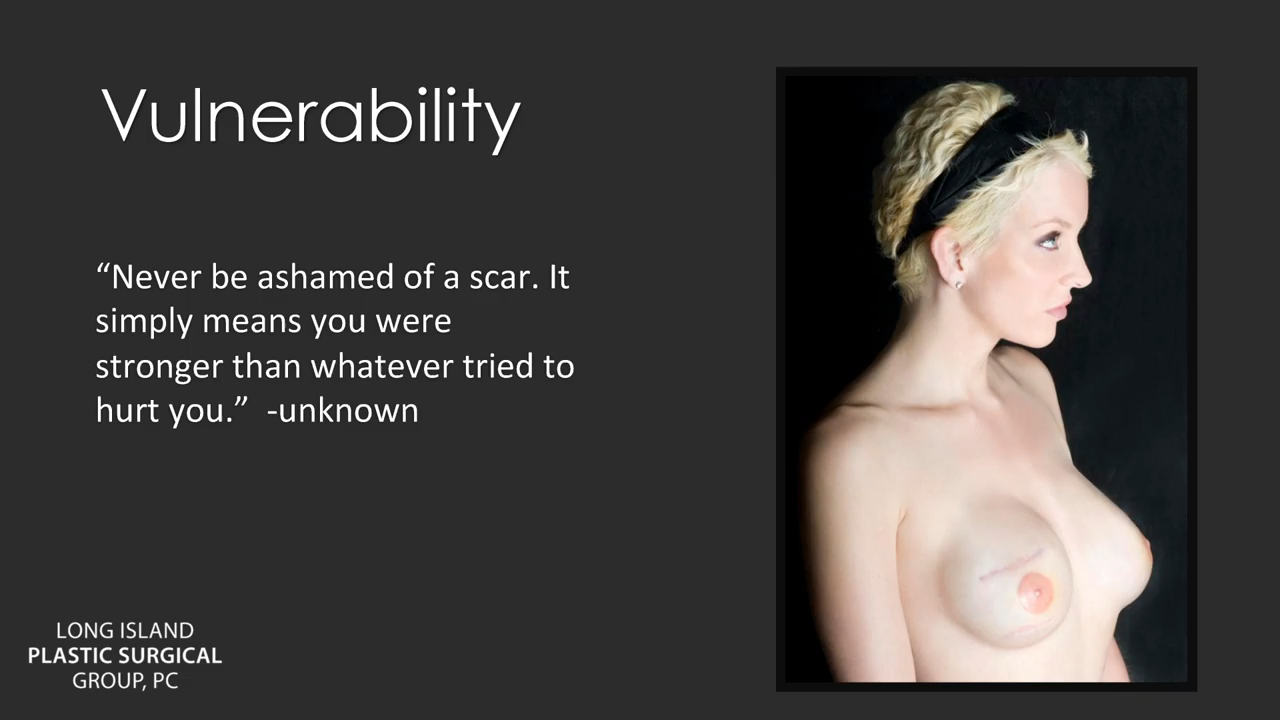 Vulnerability
“Never be ashamed of a scar. It
simply means you were
stronger than whatever tried to
hurt you.”  -unknown
LONG ISLAND
PLASTIC SURGICAL
GROUP, PC